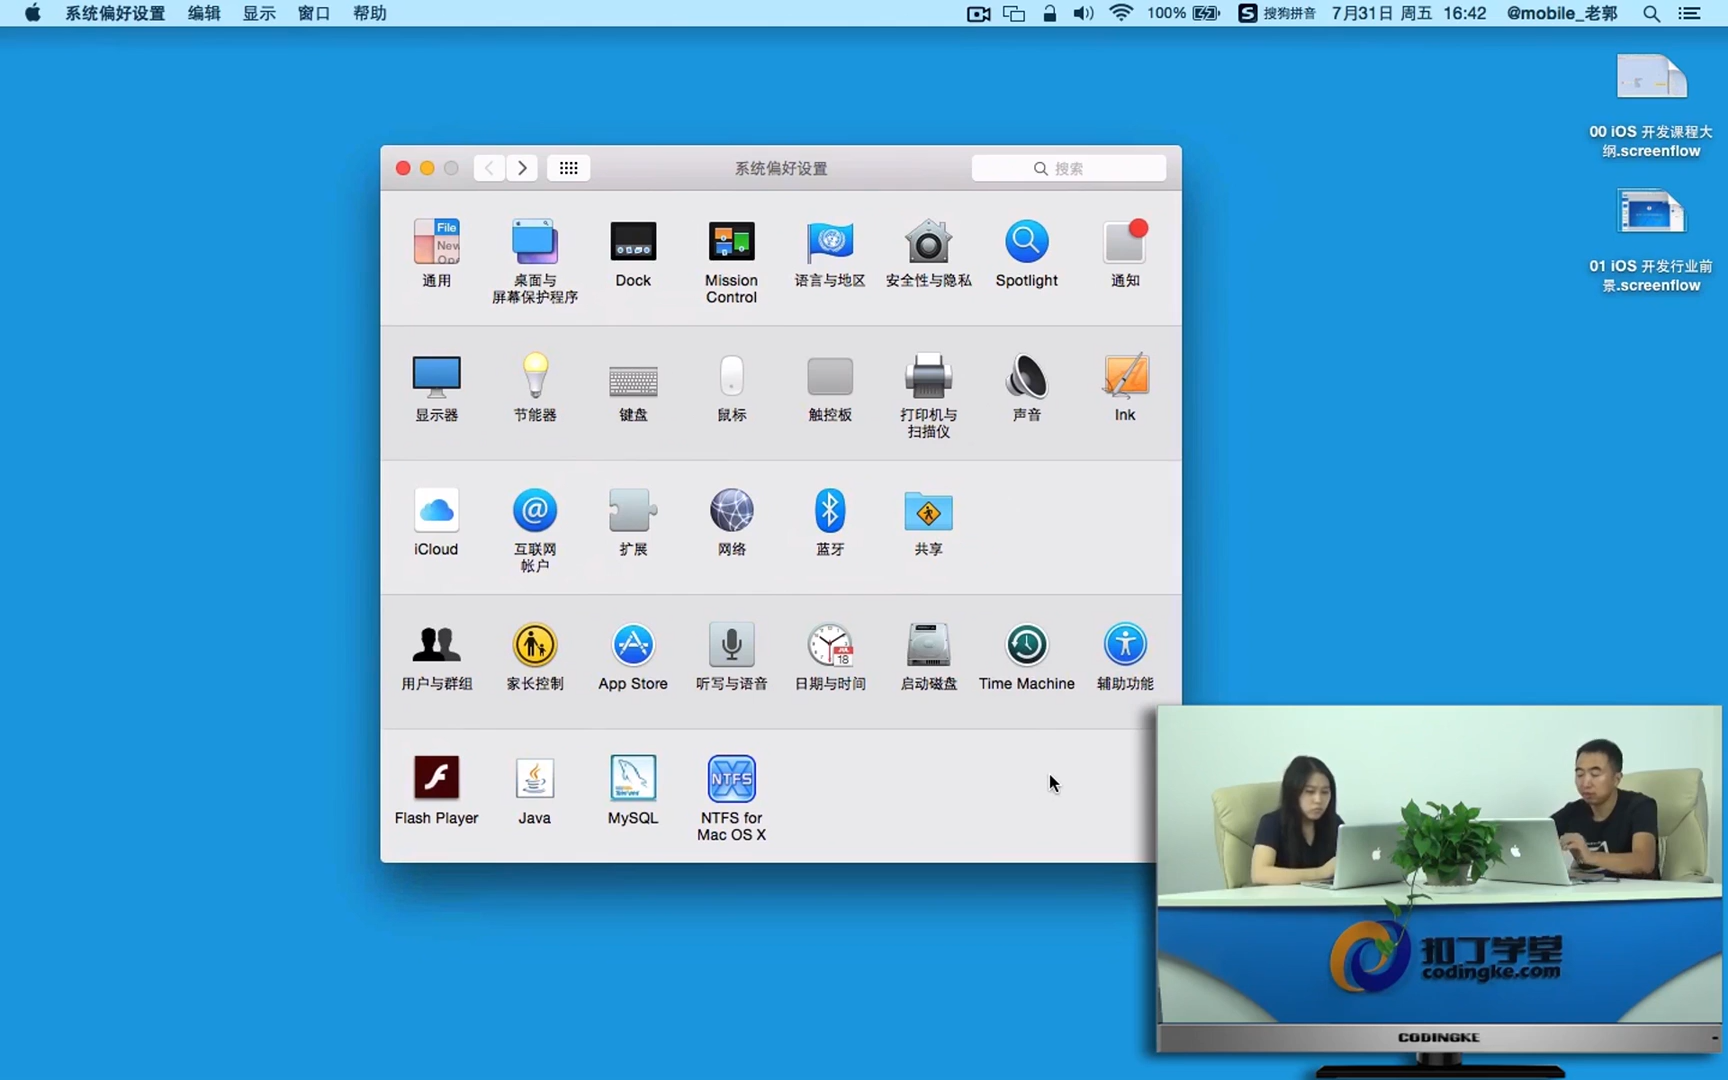 系统偏好设置 编辑 显示 窗口 帮助 100% S 搜狗拼音 7月31日 周五 16:42 @mobile_老郭
00 iOS 开发课程大
纲.screenflow
01 iOS 开发行业前
景.screenflow
系统偏好设置 搜索
File
New
通用
桌面与
屏幕保护程序
Dock
Mission
Control
语言与地区
安全性与隐私
Spotlight
通知
显示器
节能器
键盘
鼠标
触控板
打印机与
扫描仪
声音
Ink
iCloud
@
互联网
帐户
扩展
网络
蓝牙
共享
用户与群组
家长控制
App Store
听写与语音
JUL
18
日期与时间
启动磁盘
Time Machine
辅助功能
Flash Player
Java
MySQL
NTFS
NTFS for
Mac OS X
扣丁学堂
codingke.com
CODINGKE